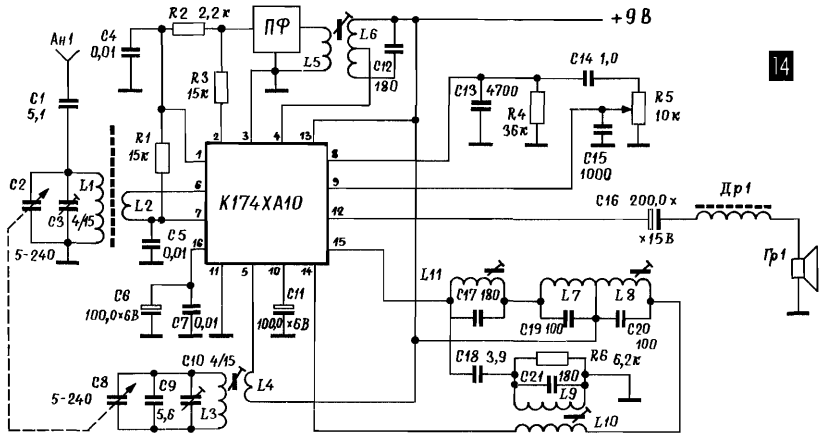 R2 2,2к
ПФ
+9 В
Ан1
C4
0,01
L5
L6
C12
180
14
C14 1,0
C1
5,1
R3
15к
C13
4700
R4
36к
R5
10к
R1
15к
2
3
4
13
1
8
C15
1000
C2
C3
4/15
L1
L2
6
7
К174ХА10
9
12
15
C16
200,0 х
х 15 В
Др1
Гр1
5-240
C5
0,01
16
11
5
10
14
L11
C17
180
L7
L8
C6
100,0×6В
C7
0,01
C11
100,0×6В
C19
100
C20
100
C10 4/15
C18
3,9
R6
6,2к
C8
5-240
C9
5,6
L3
L4
C21
180
L9
L10